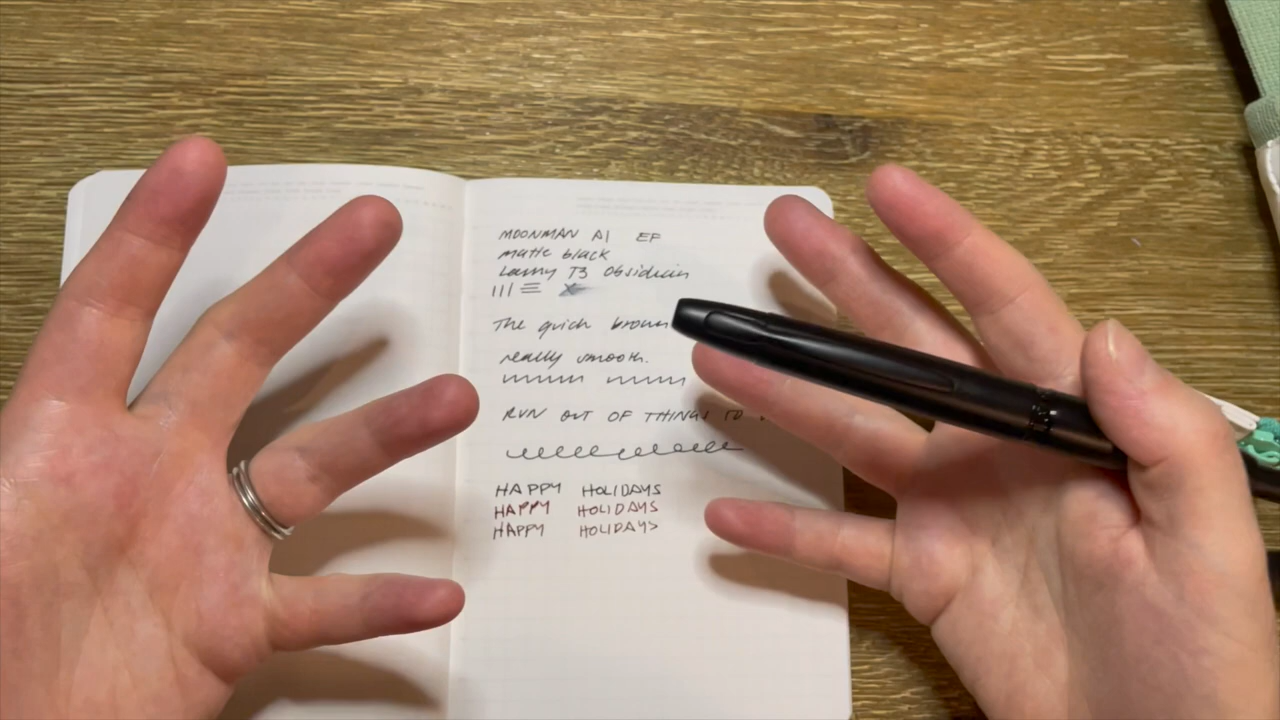 MOONMAN A1 EF
matte black
Lamy T3 Obsidian
The quick brown
really smooth.
RUN OUT OF THINGS TO
HAPPY HOLIDAYS
HAPPY HOLIDAYS
HAPPY HOLIDAYS